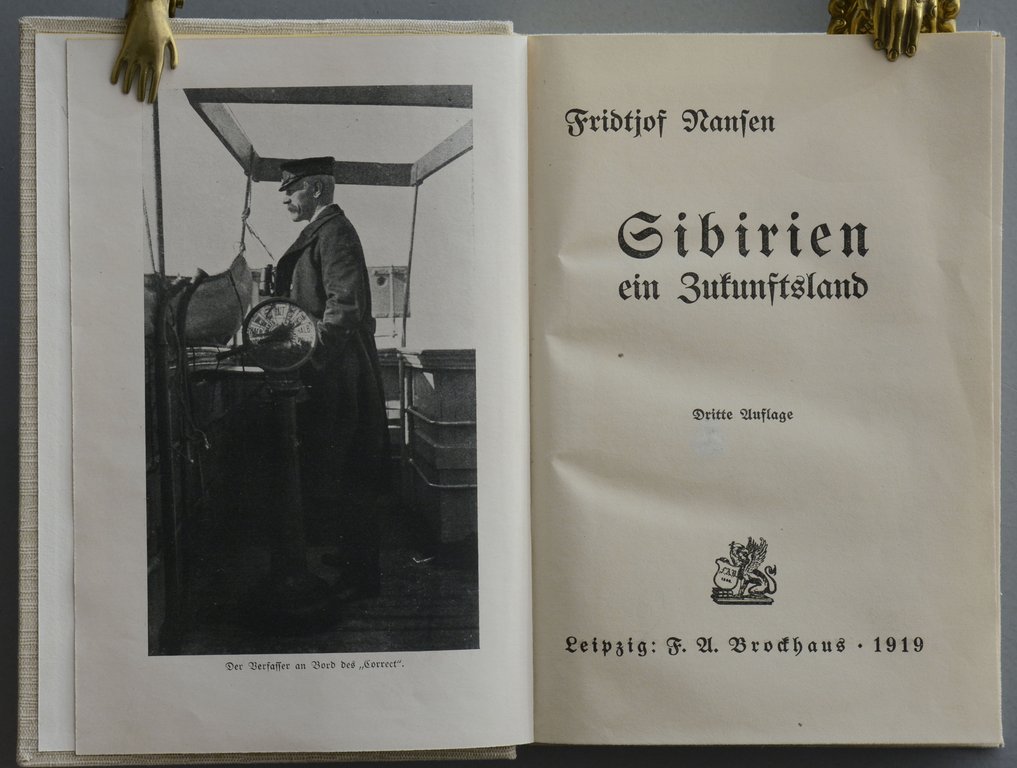 Der Verfasser an Bord des „Correct“.
Fridtjof Nansen
Sibirien
ein Zukunftsland
Dritte Auflage
Leipzig: F. A. Brockhaus · 1919